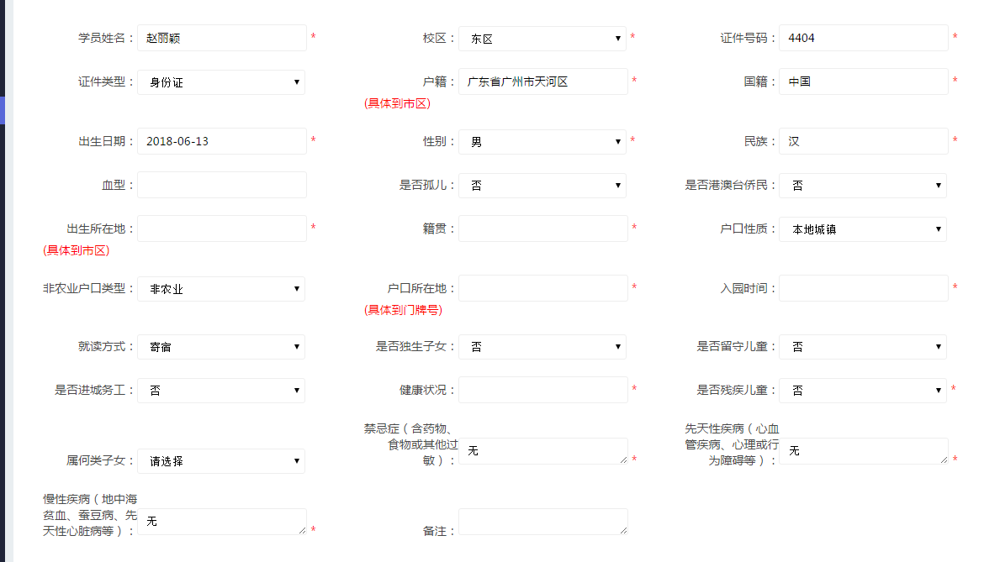 学员姓名： 赵丽颖 * 校区： 东区 * 证件号码： 4404 *
证件类型： 身份证 户籍： 广东省广州市天河区 * 国籍： 中国 *
(具体到市区)
出生日期： 2018-06-13 * 性别： 男 * 民族： 汉 *
血型： 是否孤儿： 否 是否港澳台侨民： 否
出生所在地： * 籍贯： * 户口性质： 本地城镇
(具体到市区)
非农业户口类型： 非农业 户口所在地： * 入园时间： *
(具体到门牌号)
就读方式： 寄宿 是否独生子女： 否 是否留守儿童： 否
是否进城务工： 否 健康状况： * 是否残疾儿童： 否 *
属何类子女： 请选择
禁忌症（含药物、
食物或其他过
敏）： 无 *
先天性疾病（心血
管疾病、心理或行
为障碍等）： 无 *
慢性疾病（地中海
贫血、蚕豆病、先
天性心脏病等）： 无 *
备注：